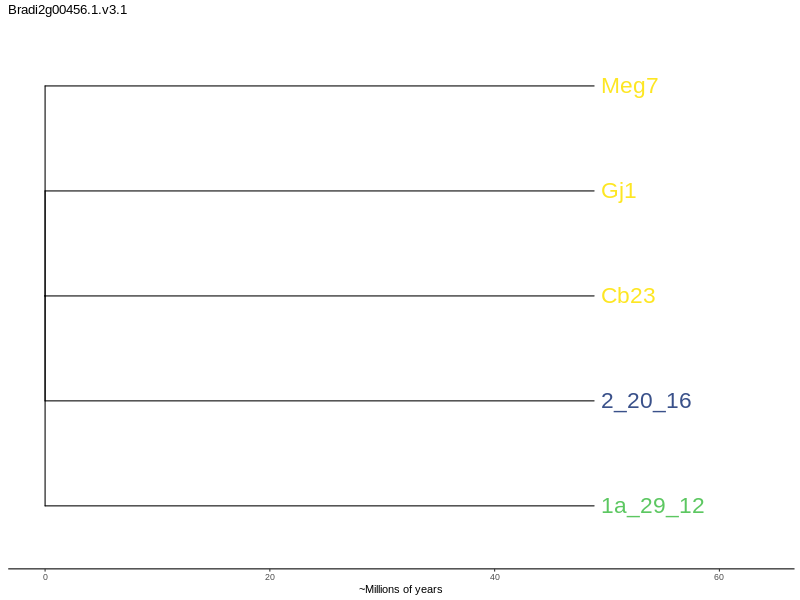 Bradi2g00456.1.v3.1
Meg7
Gj1
Cb23
2_20_16
1a_29_12
0 20 40 60
~Millions of years